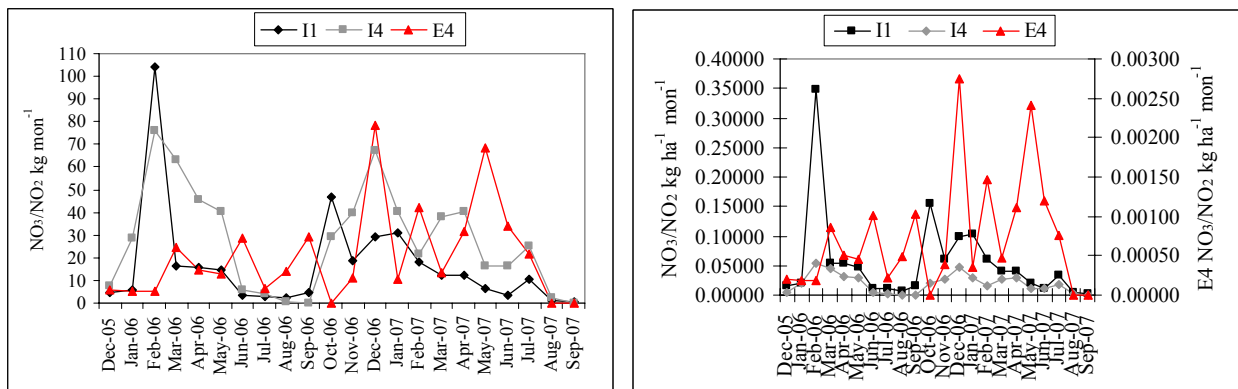 I1 I4 E4
NO3/NO2 kg mon-1
110
100
90
80
70
60
50
40
30
20
10
0
Dec-05
Jan-06
Feb-06
Mar-06
Apr-06
May-06
Jun-06
Jul-06
Aug-06
Sep-06
Oct-06
Nov-06
Dec-06
Jan-07
Feb-07
Mar-07
Apr-07
May-07
Jun-07
Jul-07
Aug-07
Sep-07
I1 I4 E4
NO3/NO2 kg ha-1 mon-1
0.40000
0.35000
0.30000
0.25000
0.20000
0.15000
0.10000
0.05000
0.00000
0.00300
0.00250
0.00200
0.00150
0.00100
0.00050
0.00000
E4 NO3/NO2 kg ha-1 mon-1
Dec-05
Jan-06
Feb-06
Mar-06
Apr-06
May-06
Jun-06
Jul-06
Aug-06
Sep-06
Oct-06
Nov-06
Dec-06
Jan-07
Feb-07
Mar-07
Apr-07
May-07
Jun-07
Jul-07
Aug-07
Sep-07